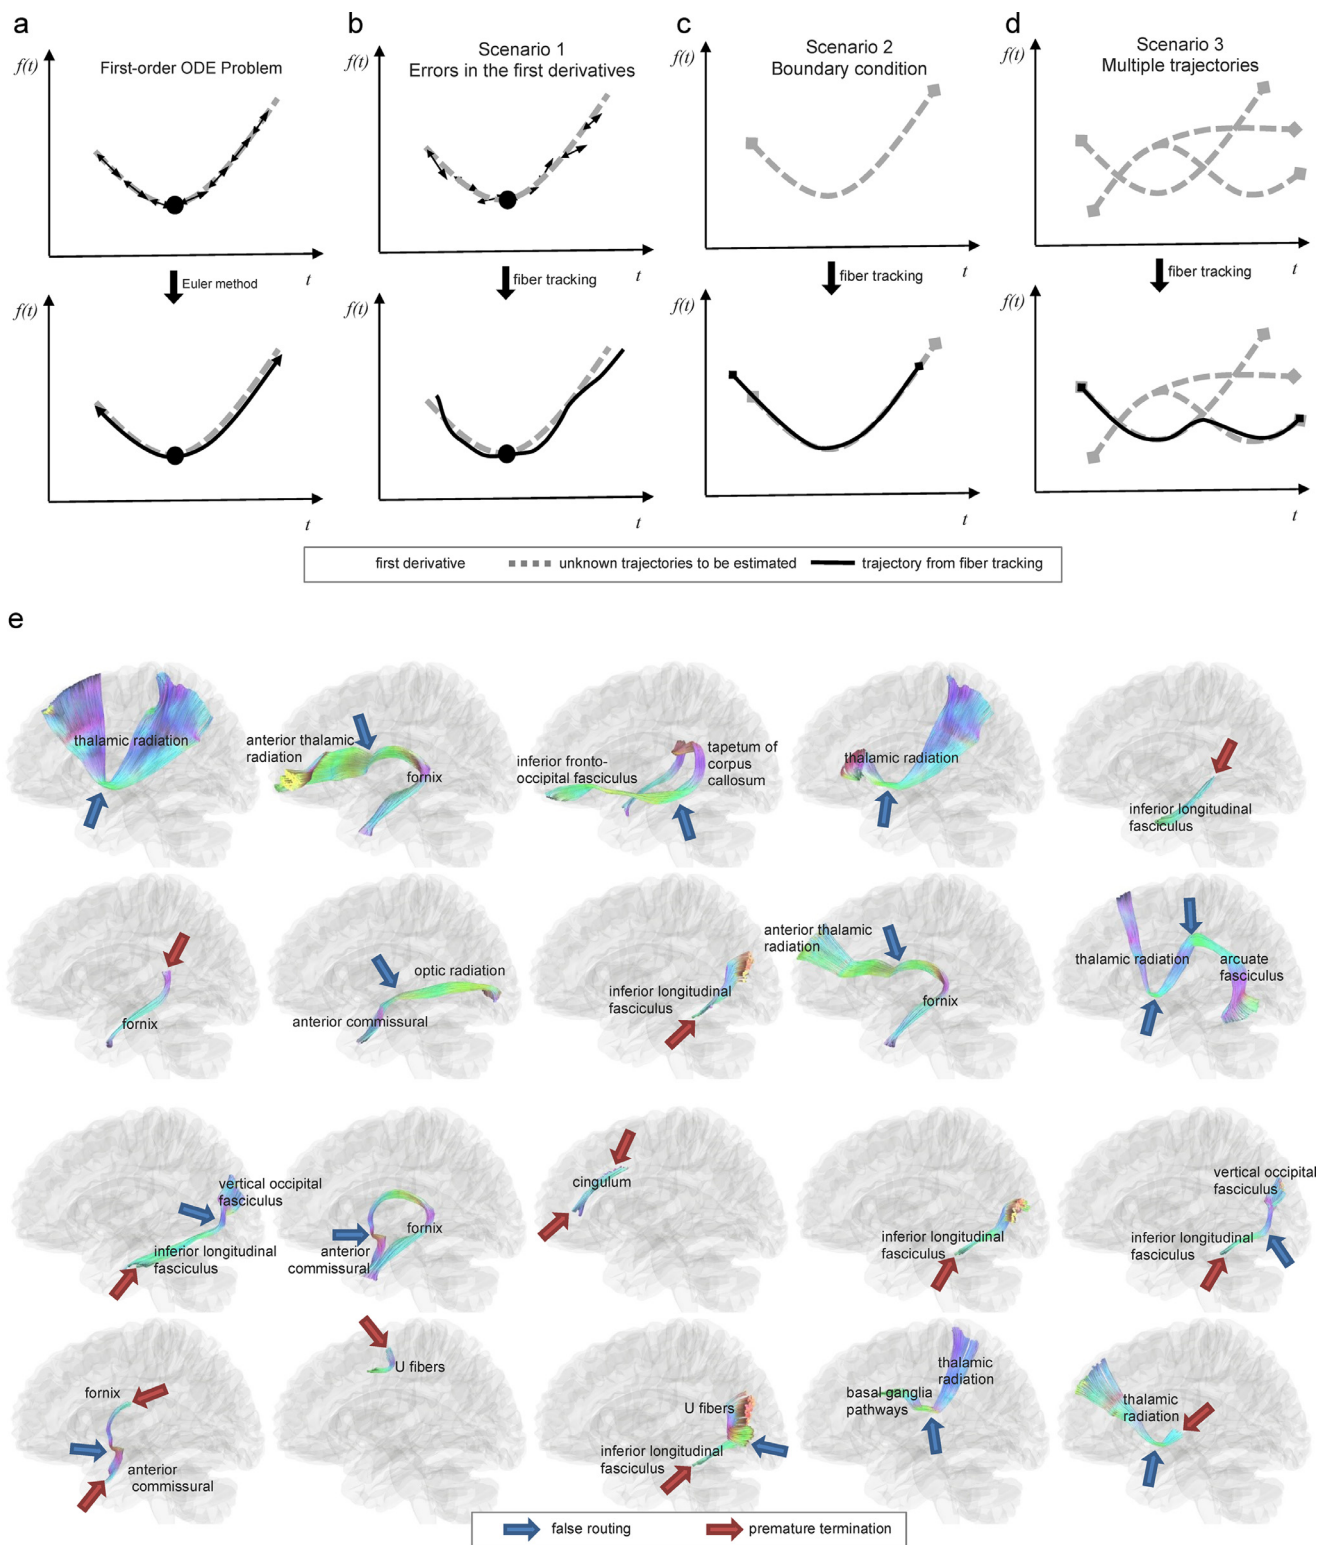 a
First-order ODE Problem
f(t)
t
Euler method
f(t)
t
b
Scenario 1
Errors in the first derivatives
f(t)
t
fiber tracking
f(t)
t
c
Scenario 2
Boundary condition
f(t)
t
fiber tracking
f(t)
t
d
Scenario 3
Multiple trajectories
f(t)
t
fiber tracking
f(t)
t
first derivative
unknown trajectories to be estimated
trajectory from fiber tracking
e
thalamic radiation
anterior thalamic
radiation
fornix
inferior fronto-
occipital fasciculus
tapetum of
corpus
callosum
thalamic radiation
inferior longitudinal
fasciculus
fornix
optic radiation
anterior commissural
inferior longitudinal
fasciculus
anterior thalamic
radiation
fornix
thalamic radiation
arcuate
fasciculus
vertical occipital
fasciculus
inferior longitudinal
fasciculus
fornix
anterior
commissural
cingulum
inferior longitudinal
fasciculus
vertical occipital
fasciculus
inferior longitudinal
fasciculus
fornix
anterior
commissural
U fibers
U fibers
inferior longitudinal
fasciculus
thalamic
radiation
basal ganglia
pathways
thalamic
radiation
false routing
premature termination